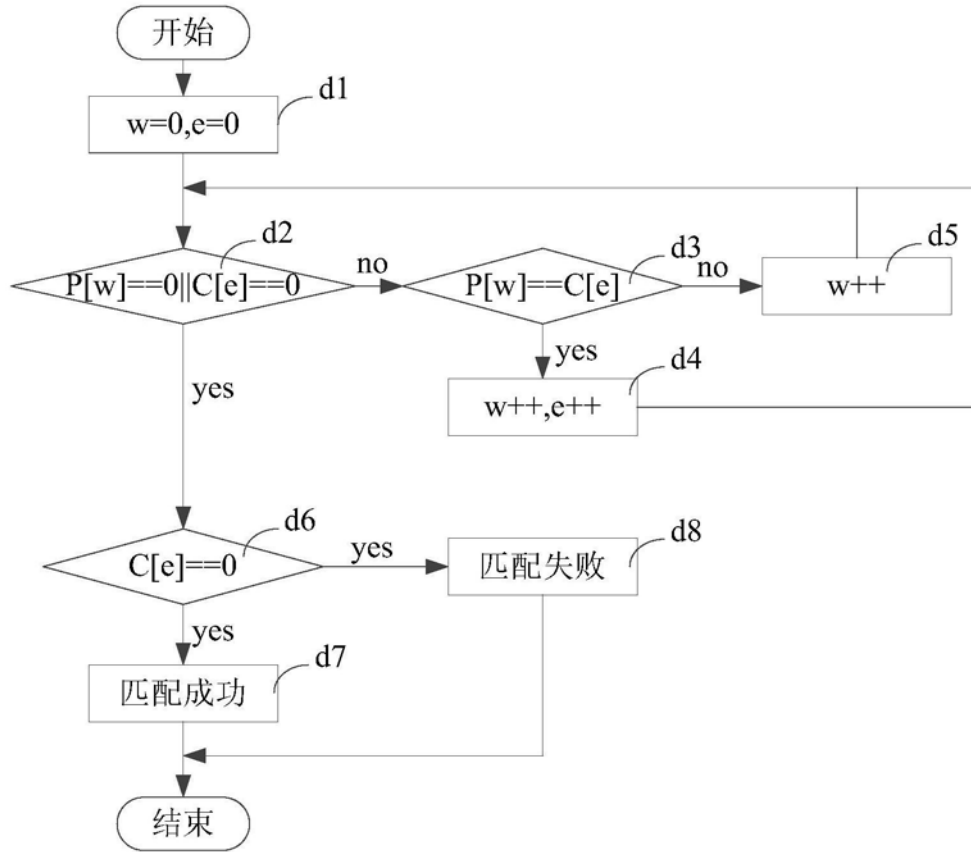 开始
d1
w=0,e=0
d2
P[w]==0||C[e]==0
no
d3
P[w]==C[e]
no
d5
w++
yes
yes
d4
w++,e++
d6
C[e]==0
yes
d8
匹配失败
yes
d7
匹配成功
结束